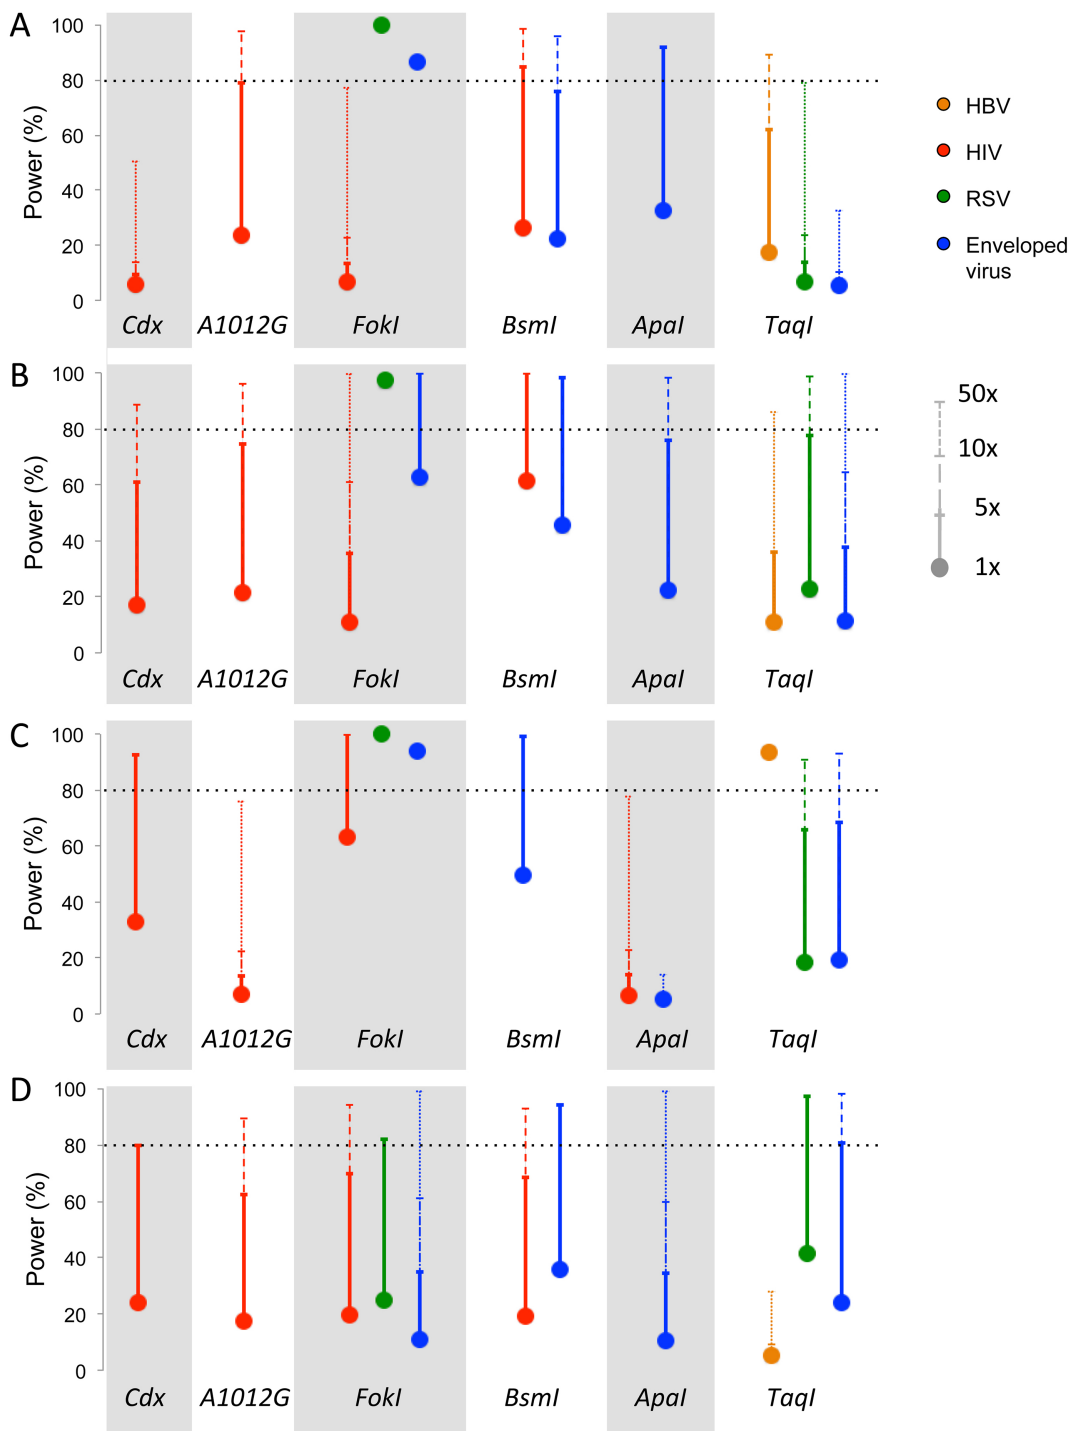 A
100
80
60
40
20
0
Power (%)
Cdx A1012G FokI BsmI ApaI TaqI
HBV
HIV
RSV
Enveloped
virus
B
100
80
60
40
20
0
Power (%)
Cdx A1012G FokI BsmI ApaI TaqI
50x
10x
5x
1x
C
100
80
60
40
20
0
Power (%)
Cdx A1012G FokI BsmI ApaI TaqI
D
100
80
60
40
20
0
Power (%)
Cdx A1012G FokI BsmI ApaI TaqI